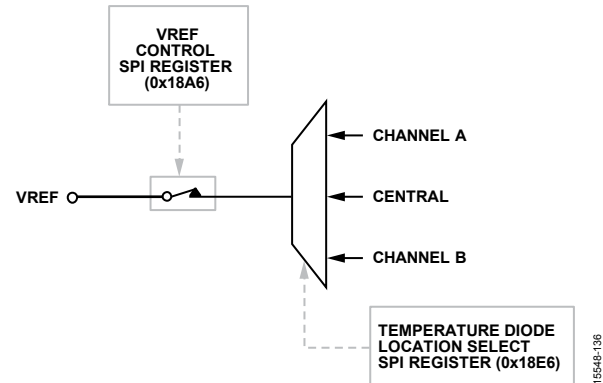 VREF
CONTROL
SPI REGISTER
(0x18A6)
CHANNEL A
VREF
CENTRAL
CHANNEL B
TEMPERATURE DIODE
LOCATION SELECT
SPI REGISTER (0x18E6)
15548-136